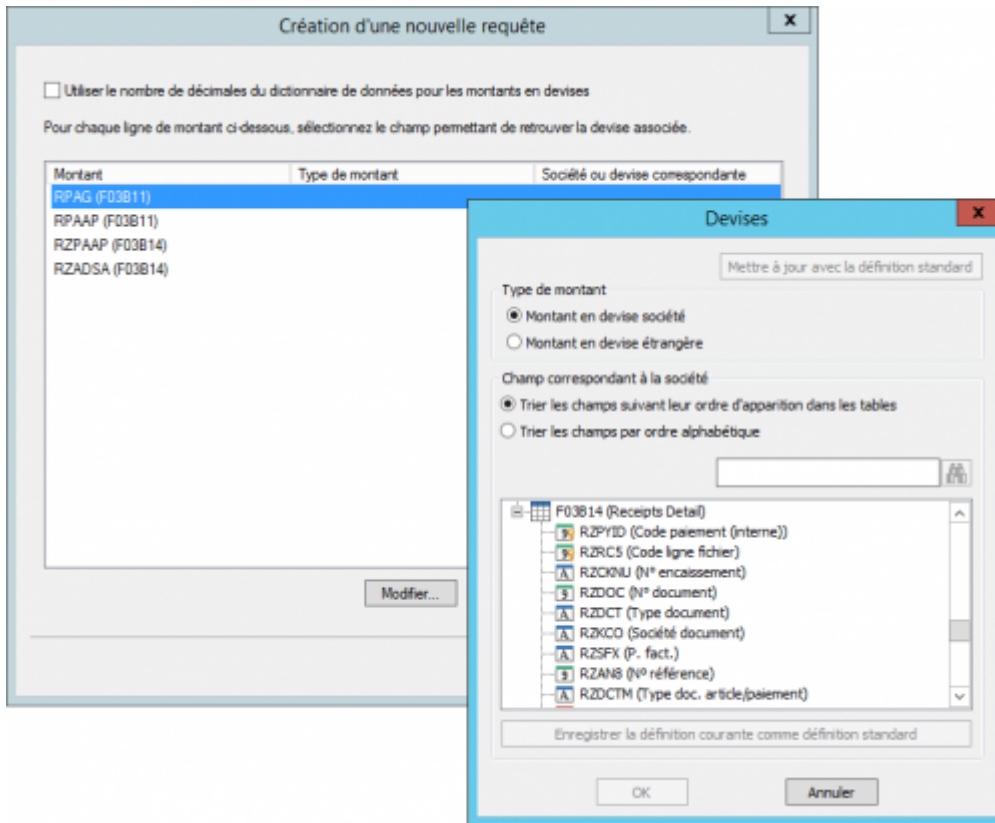 Création d'une nouvelle requête
x
Utiliser le nombre de décimales du dictionnaire de données pour les montants en devises
Pour chaque ligne de montant ci-dessous, sélectionnez le champ permettant de retrouver la devise associée.
Montant Type de montant Société ou devise correspondante
RPAG (F03B11)
RPAAP (F03B11)
RZPAAP (F03B14)
RZADSA (F03B14)
Modifier...
Devises
x
Mettre à jour avec la définition standard
Type de montant
Montant en devise société
Montant en devise étrangère
Champ correspondant à la société
Trier les champs suivant leur ordre d'apparition dans les tables
Trier les champs par ordre alphabétique
F03B14 (Receipts Detail)
RZPYID (Code paiement (interne))
RZRC5 (Code ligne fichier)
RZCKNU (N° encaissement)
RZDOC (N° document)
RZDCT (Type document)
RZKCO (Société document)
RZSFX (P. fact.)
RZAN8 (Nº référence)
RZDCTM (Type doc. article/paiement)
Enregistrer la définition courante comme définition standard
OK Annuler